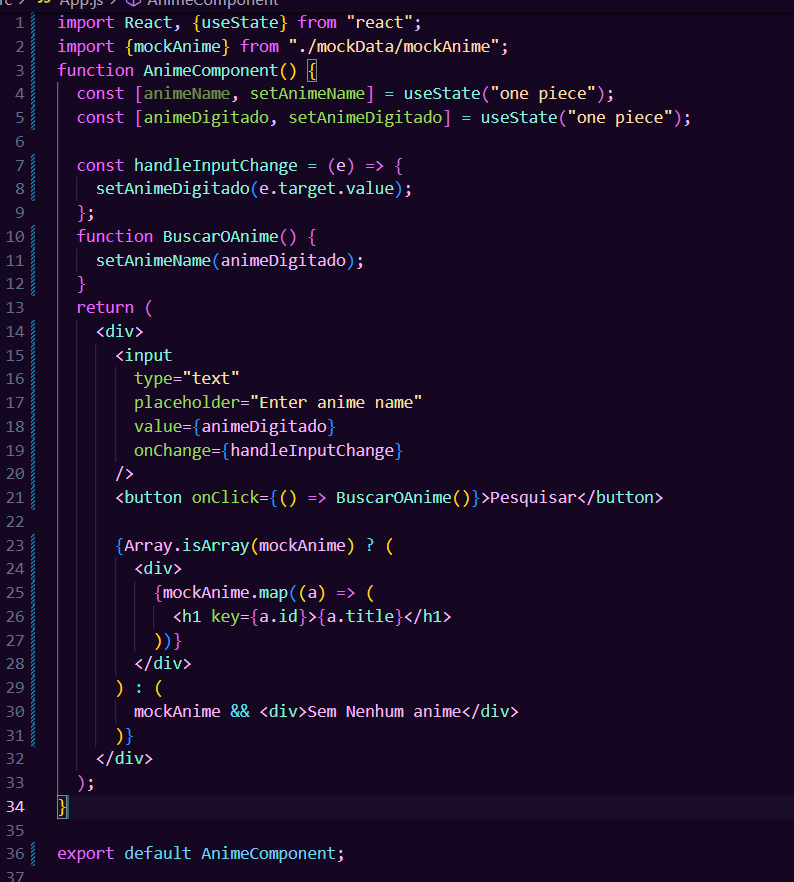 App.js > AnimeComponent
1 import React, {useState} from "react";
2 import {mockAnime} from "./mockData/mockAnime";
3 function AnimeComponent() {
4   const [animeName, setAnimeName] = useState("one piece");
5   const [animeDigitado, setAnimeDigitado] = useState("one piece");
6
7   const handleInputChange = (e) => {
8     setAnimeDigitado(e.target.value);
9   };
10   function BuscarOAnime() {
11     setAnimeName(animeDigitado);
12   }
13   return (
14     <div>
15       <input
16         type="text"
17         placeholder="Enter anime name"
18         value={animeDigitado}
19         onChange={handleInputChange}
20       />
21       <button onClick={() => BuscarOAnime()}>Pesquisar</button>
22
23       {Array.isArray(mockAnime) ? (
24         <div>
25           {mockAnime.map((a) => (
26             <h1 key={a.id}>{a.title}</h1>
27           ))}
28         </div>
29       ) : (
30         mockAnime && <div>Sem Nenhum anime</div>
31       )}
32     </div>
33   );
34 }
35
36 export default AnimeComponent;
37